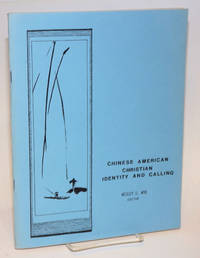 CHINESE AMERICAN
CHRISTIAN
IDENTITY AND CALLING
WESLEY S. WOO
EDITOR